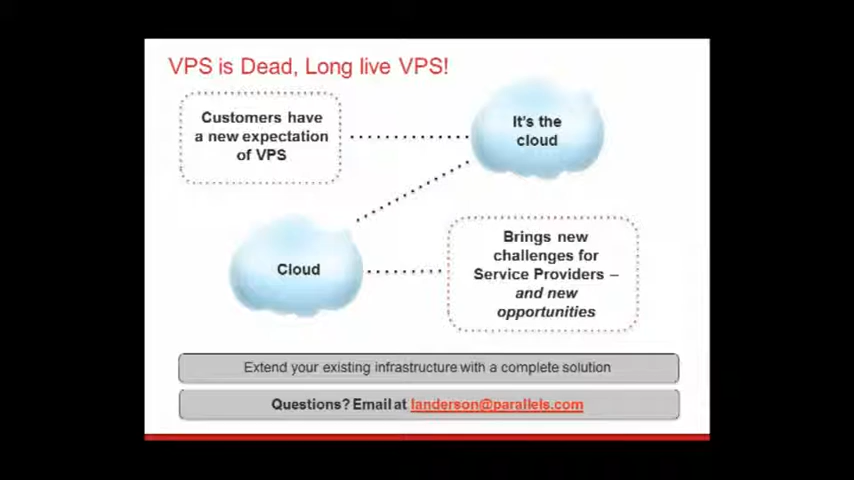 VPS is Dead, Long live VPS!
Customers have
a new expectation
of VPS
It's the
cloud
Cloud
Brings new
challenges for
Service Providers –
and new
opportunities
Extend your existing infrastructure with a complete solution
Questions? Email at landerson@parallels.com